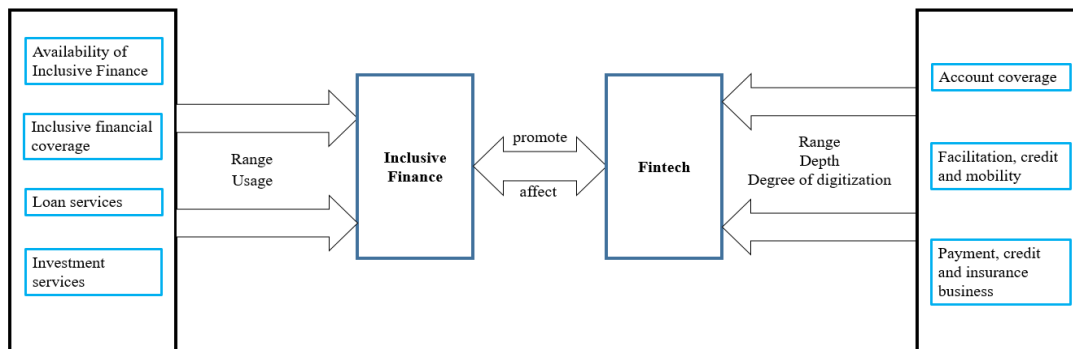 Availability of
Inclusive Finance
Inclusive financial
coverage
Loan services
Investment
services
Range
Usage
Inclusive
Finance
promote
affect
Fintech
Range
Depth
Degree of digitization
Account coverage
Facilitation, credit
and mobility
Payment, credit
and insurance
business